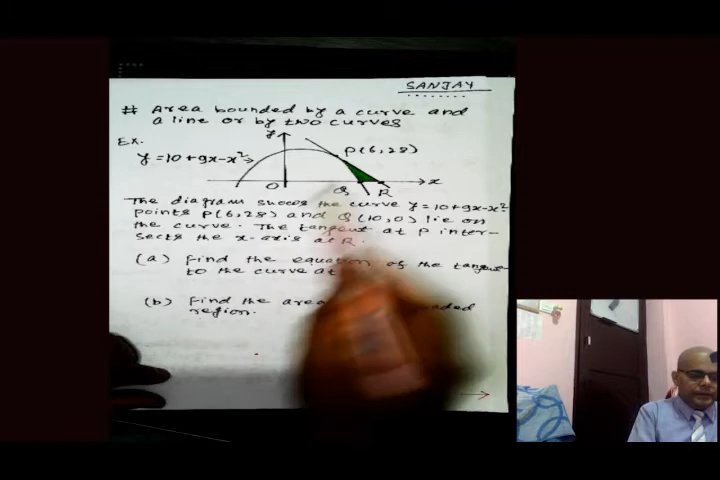 SANJAY
# Area bounded by a curve and
a line or by two curves
Ex.
y
P(6,28)
y = 10 + 9x - x²
O
Q
R
x
The diagram shows the curve y = 10 + 9x - x²
points P(6,28) and Q(10,0) lie on
the curve. The tangent at P inter-
sects the x-axis at R.
(a) Find the equation of the tangent
to the curve at
(b) Find the area
region.